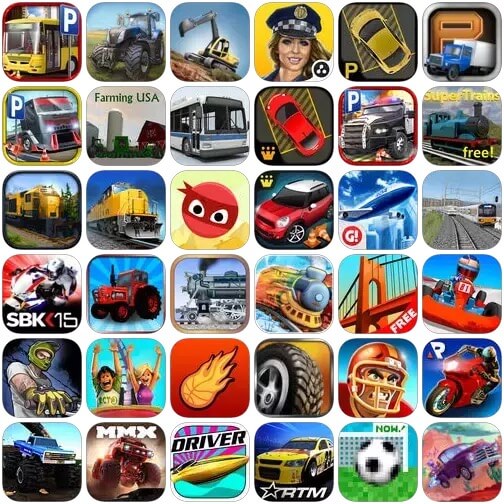 P
P
P
P
Farming USA
P
SuperTrains
free!
G!
SBK15
FREE
P
MMX
DRIVER
RTM
NOW!